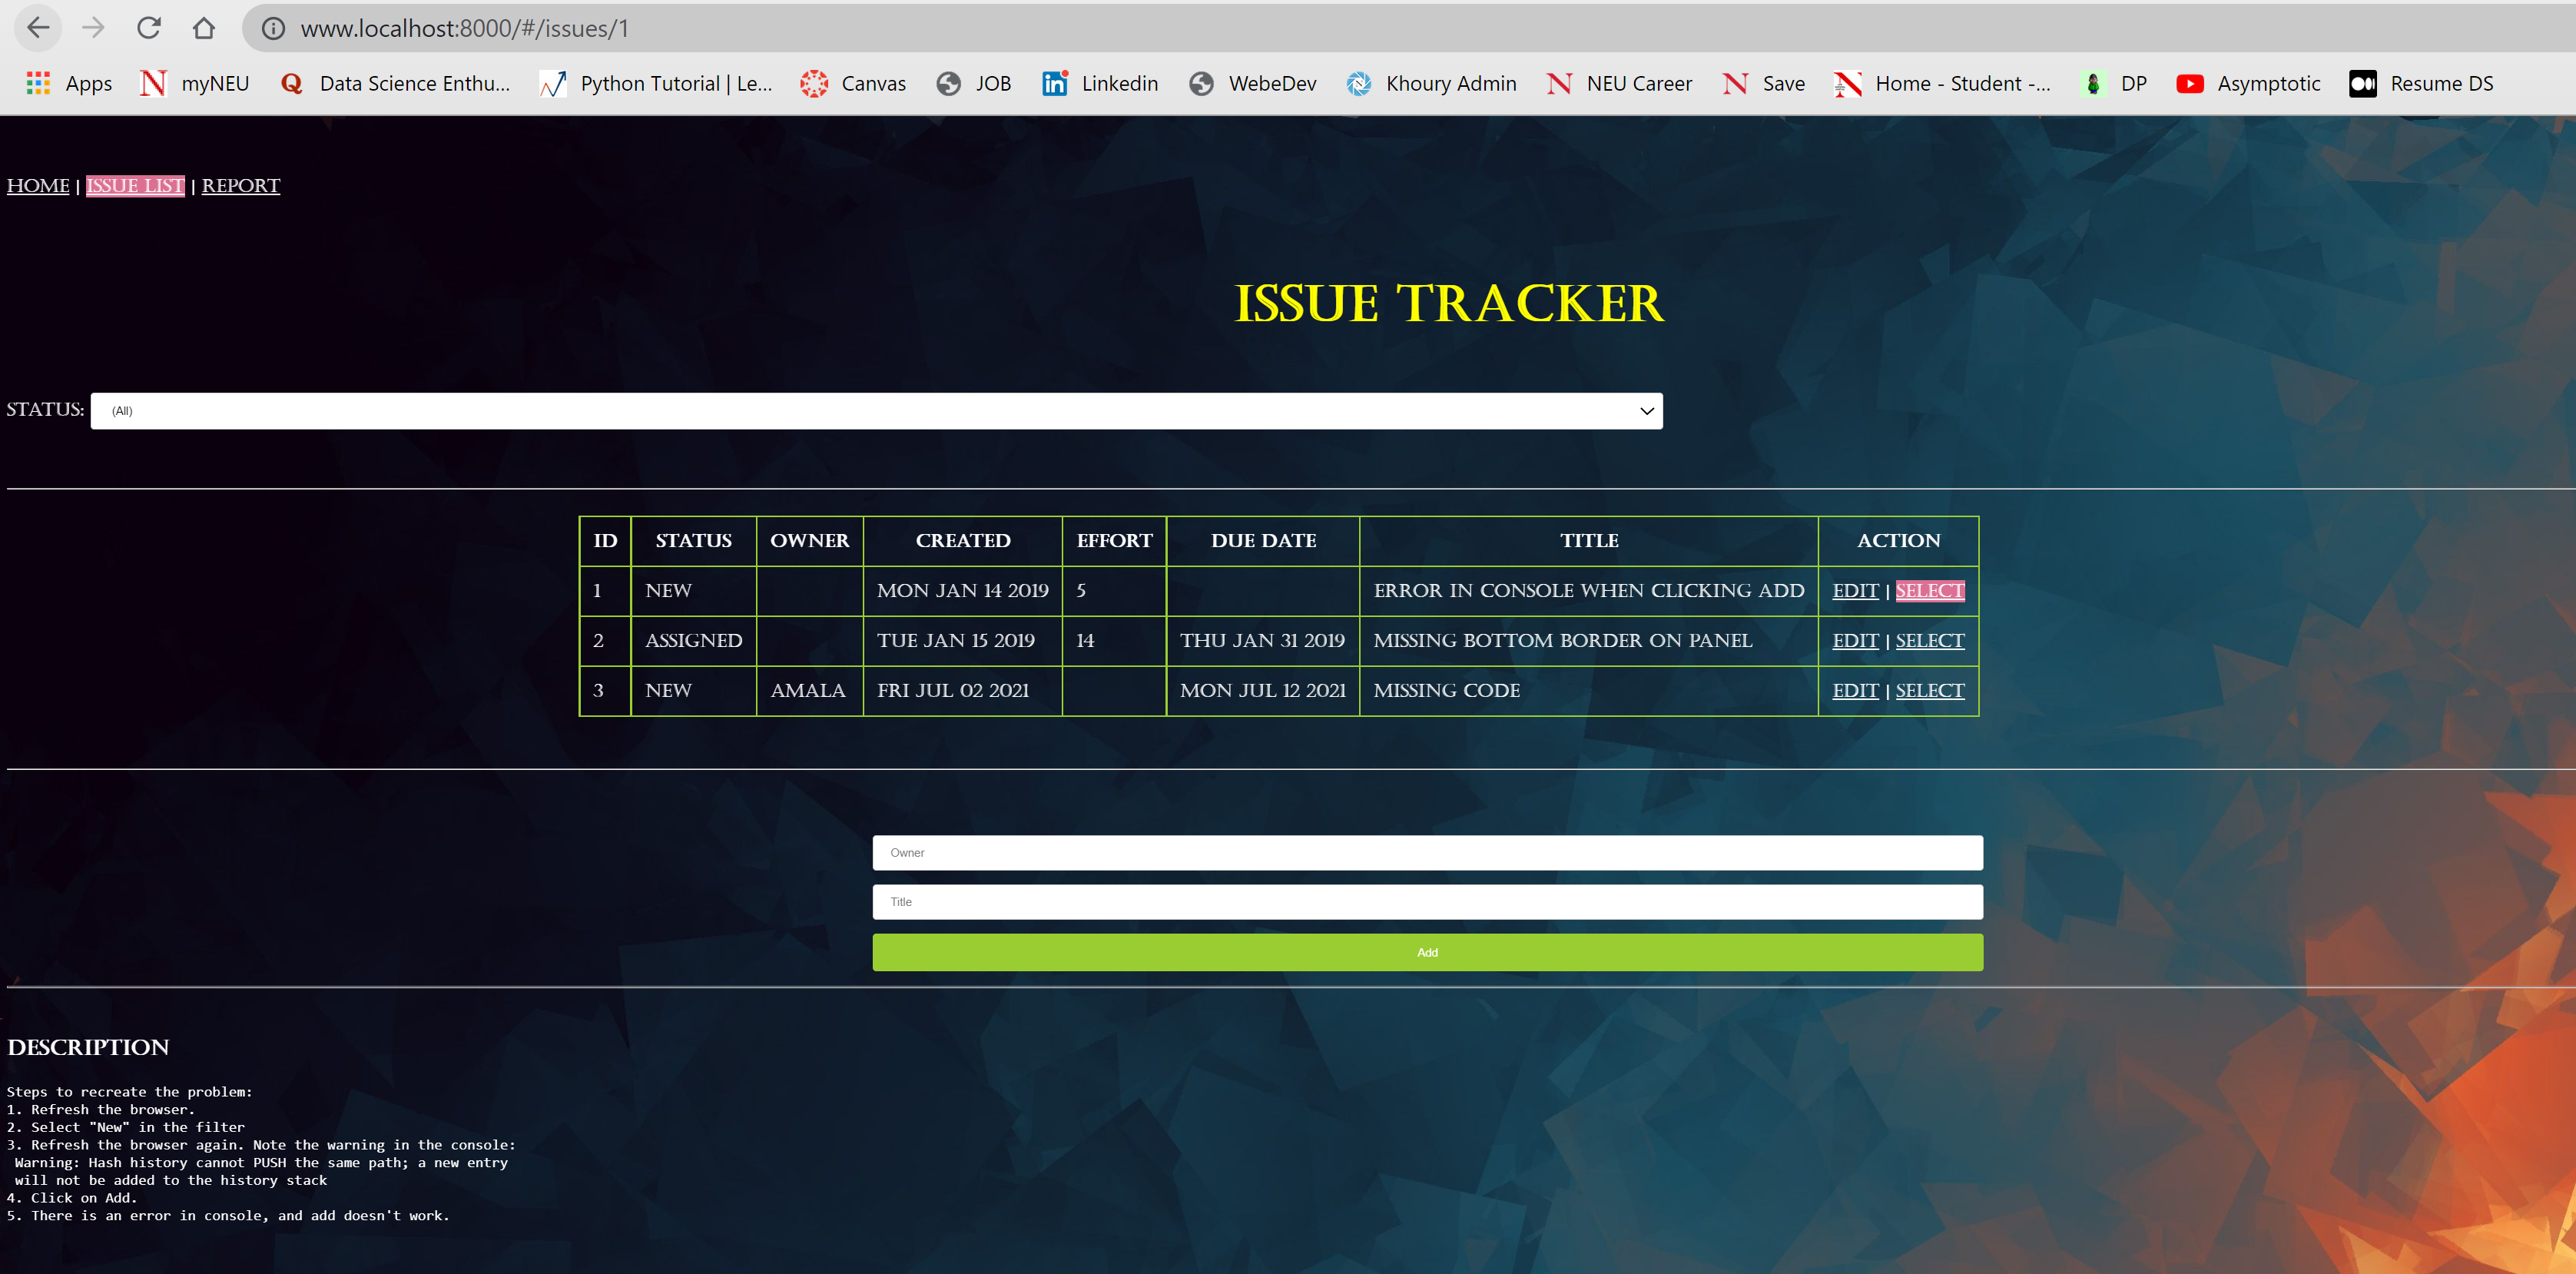 www.localhost:8000/#/issues/1
Apps myNEU Data Science Enthu... Python Tutorial | Le... Canvas JOB Linkedin WebeDev Khoury Admin NEU Career Save Home - Student -... DP Asymptotic Resume DS
HOME | ISSUE LIST | REPORT
ISSUE TRACKER
STATUS: (All)
ID STATUS OWNER CREATED EFFORT DUE DATE TITLE ACTION
1 NEW MON JAN 14 2019 5 ERROR IN CONSOLE WHEN CLICKING ADD EDIT | SELECT
2 ASSIGNED TUE JAN 15 2019 14 THU JAN 31 2019 MISSING BOTTOM BORDER ON PANEL EDIT | SELECT
3 NEW AMALA FRI JUL 02 2021 MON JUL 12 2021 MISSING CODE EDIT | SELECT
Owner
Title
Add
DESCRIPTION
Steps to recreate the problem:
1. Refresh the browser.
2. Select "New" in the filter
3. Refresh the browser again. Note the warning in the console:
Warning: Hash history cannot PUSH the same path; a new entry
will not be added to the history stack
4. Click on Add.
5. There is an error in console, and add doesn't work.